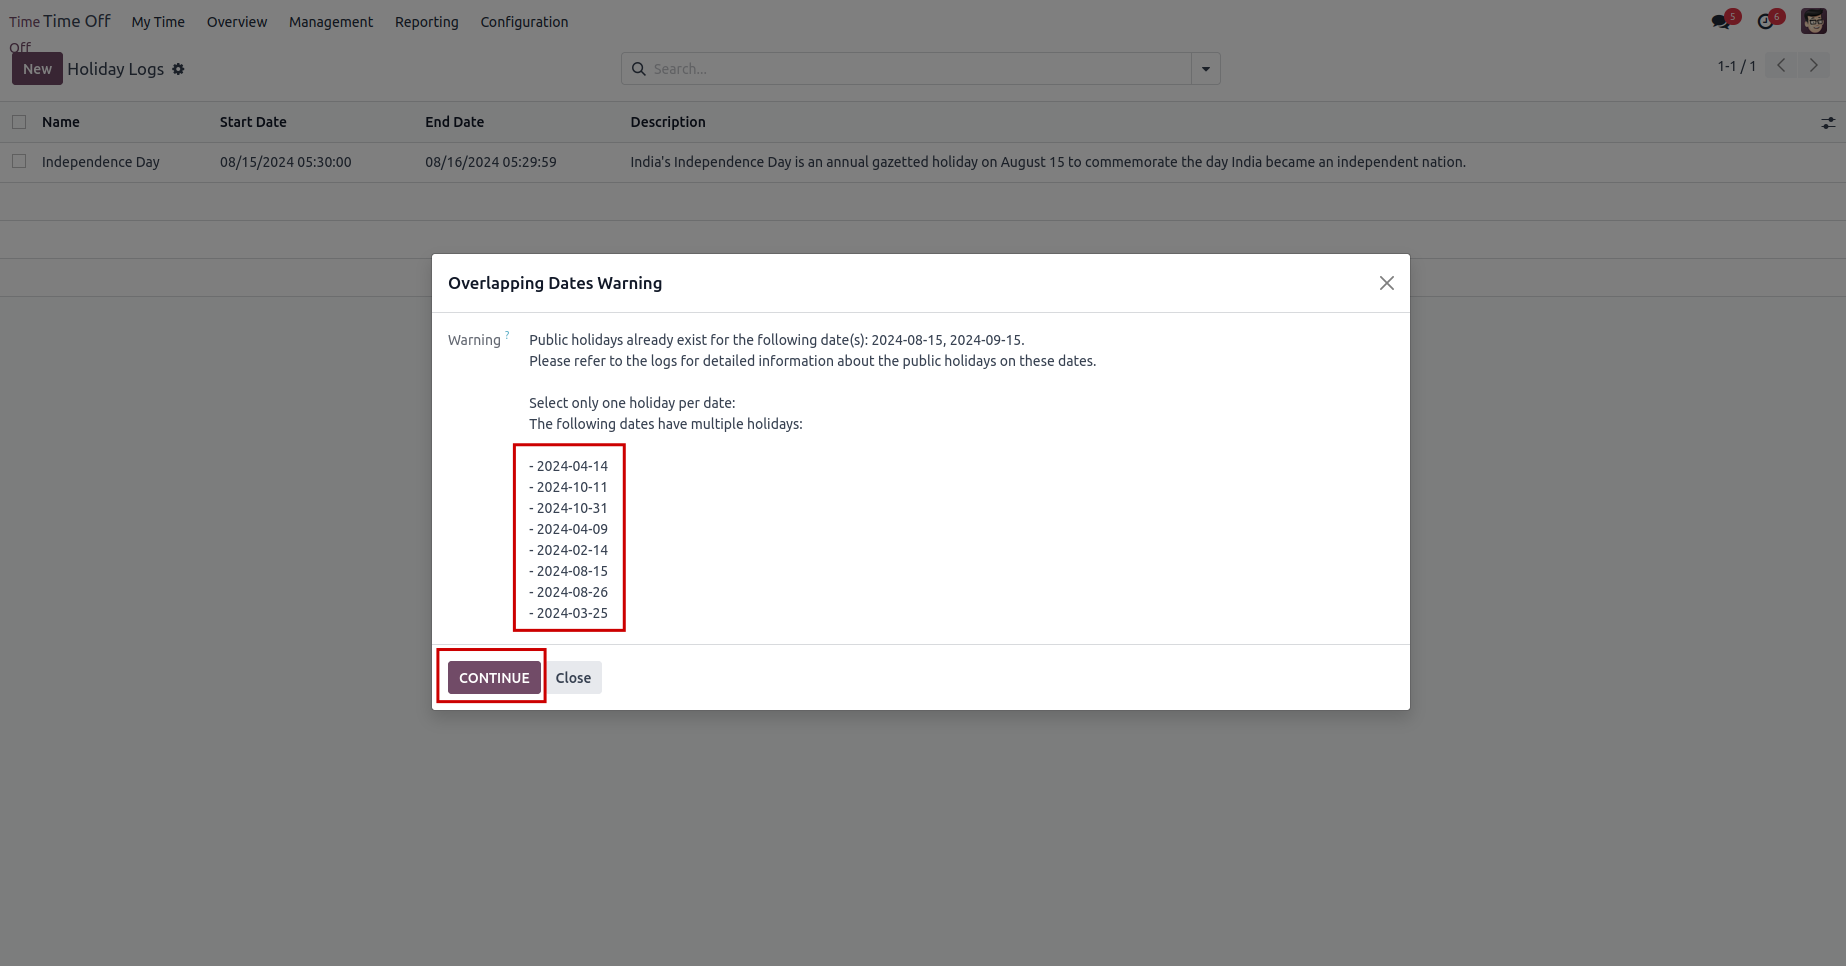 Time Off
Time Off
My Time
Overview
Management
Reporting
Configuration
5
6
New
Holiday Logs
Search...
1-1 / 1
Name
Start Date
End Date
Description
Independence Day
08/15/2024 05:30:00
08/16/2024 05:29:59
India's Independence Day is an annual gazetted holiday on August 15 to commemorate the day India became an independent nation.
Overlapping Dates Warning
Warning ?
Public holidays already exist for the following date(s): 2024-08-15, 2024-09-15.
Please refer to the logs for detailed information about the public holidays on these dates.
Select only one holiday per date:
The following dates have multiple holidays:
- 2024-04-14
- 2024-10-11
- 2024-10-31
- 2024-04-09
- 2024-02-14
- 2024-08-15
- 2024-08-26
- 2024-03-25
CONTINUE
Close